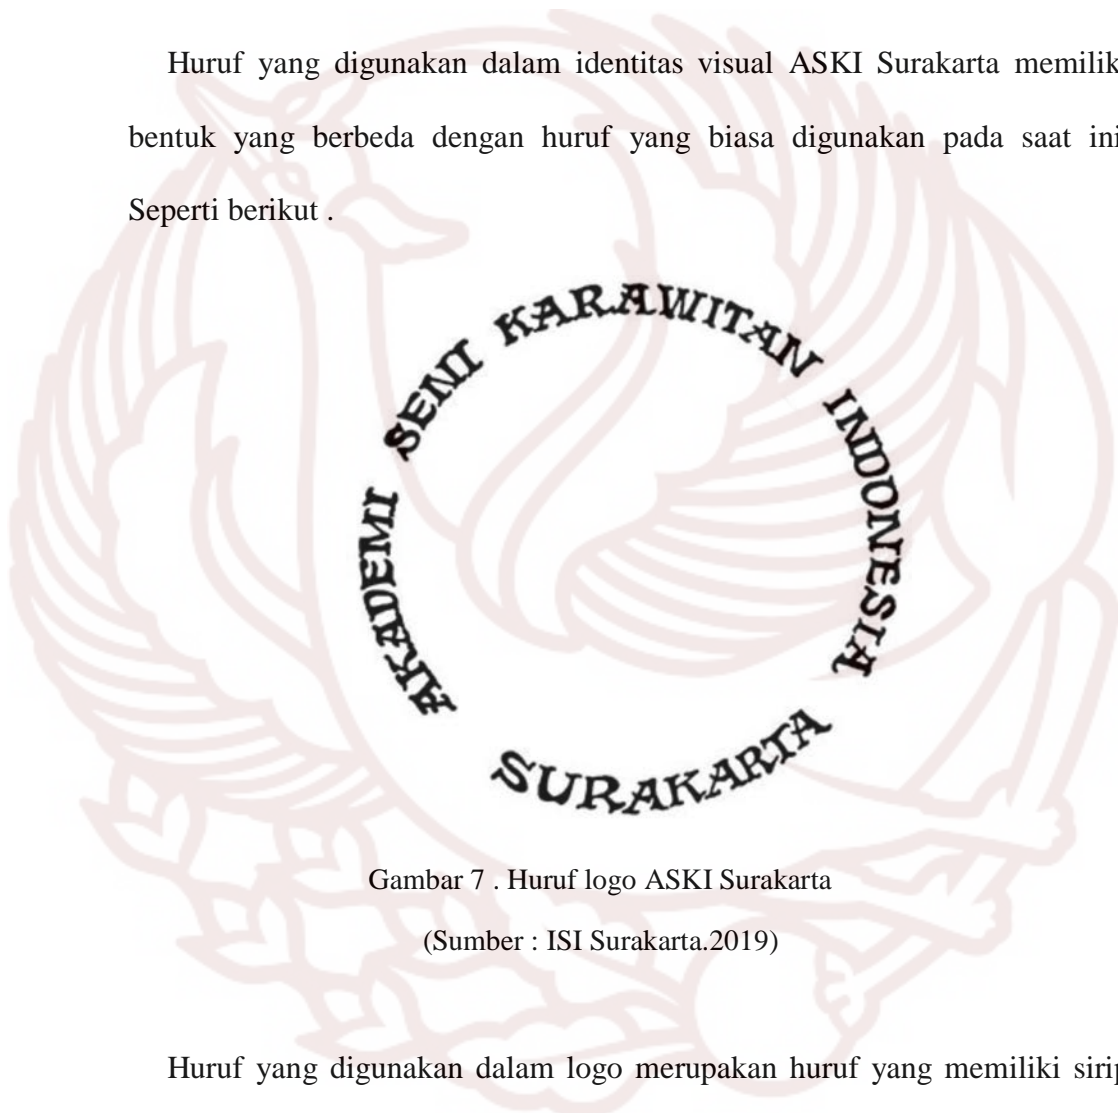 Huruf yang digunakan dalam identitas visual ASKI Surakarta memilik
bentuk yang berbeda dengan huruf yang biasa digunakan pada saat ini
Seperti berikut .
AKADEMI SENI KARAWITAN INDONESIA
SURAKARTA
Gambar 7 . Huruf logo ASKI Surakarta
(Sumber : ISI Surakarta.2019)
Huruf yang digunakan dalam logo merupakan huruf yang memiliki sirip